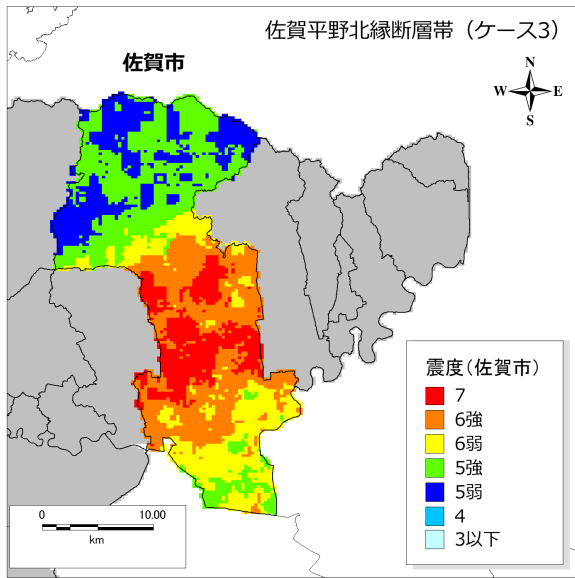 佐賀平野北縁断層帯（ケース3）
佐賀市
N
W E
S
震度（佐賀市）
7
6強
6弱
5強
5弱
4
3以下
0 10.00
km